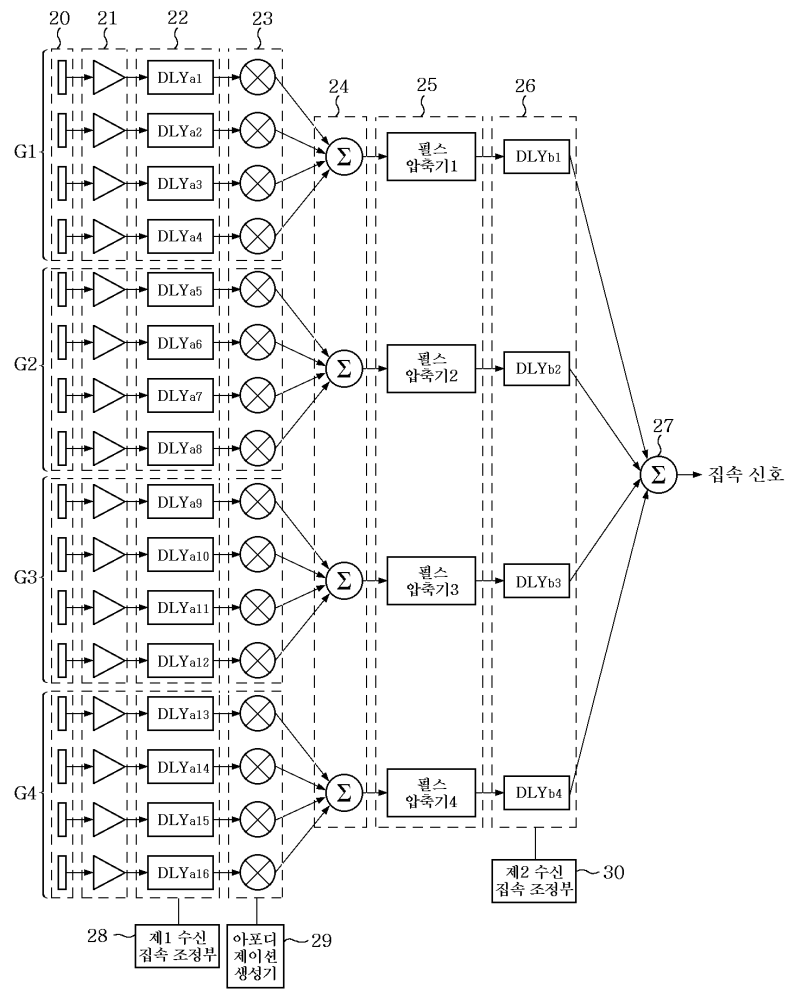 20 21 22 23
G1
DLYa1
DLYa2
DLYa3
DLYa4
24 25 26
펄스
압축기1
DLYb1
G2
DLYa5
DLYa6
DLYa7
DLYa8
펄스
압축기2
DLYb2
27
집속 신호
G3
DLYa9
DLYa10
DLYa11
DLYa12
펄스
압축기3
DLYb3
G4
DLYa13
DLYa14
DLYa15
DLYa16
펄스
압축기4
DLYb4
Σ
Σ
Σ
Σ
Σ
제2 수신
집속 조정부
30
28
제1 수신
집속 조정부
아포디
제이션
생성기
29